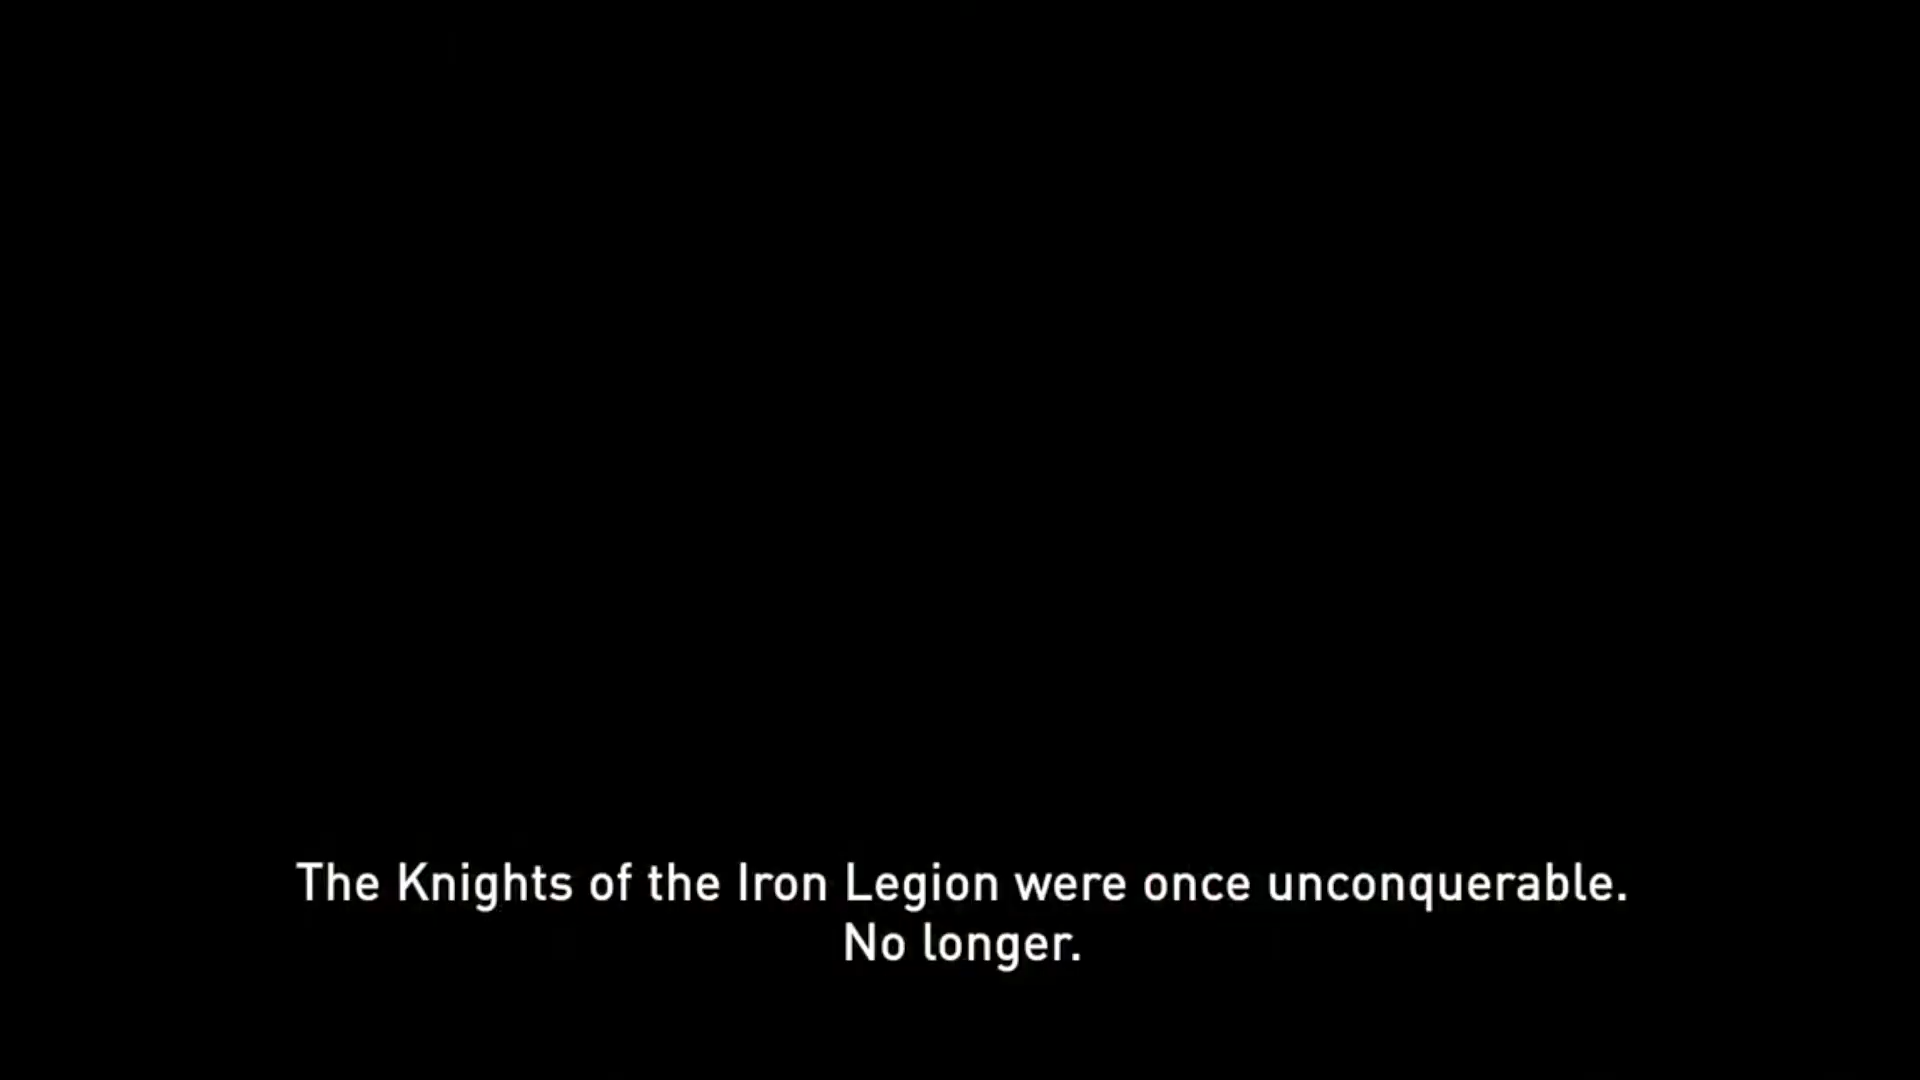 The Knights of the Iron Legion were once unconquerable.
No longer.